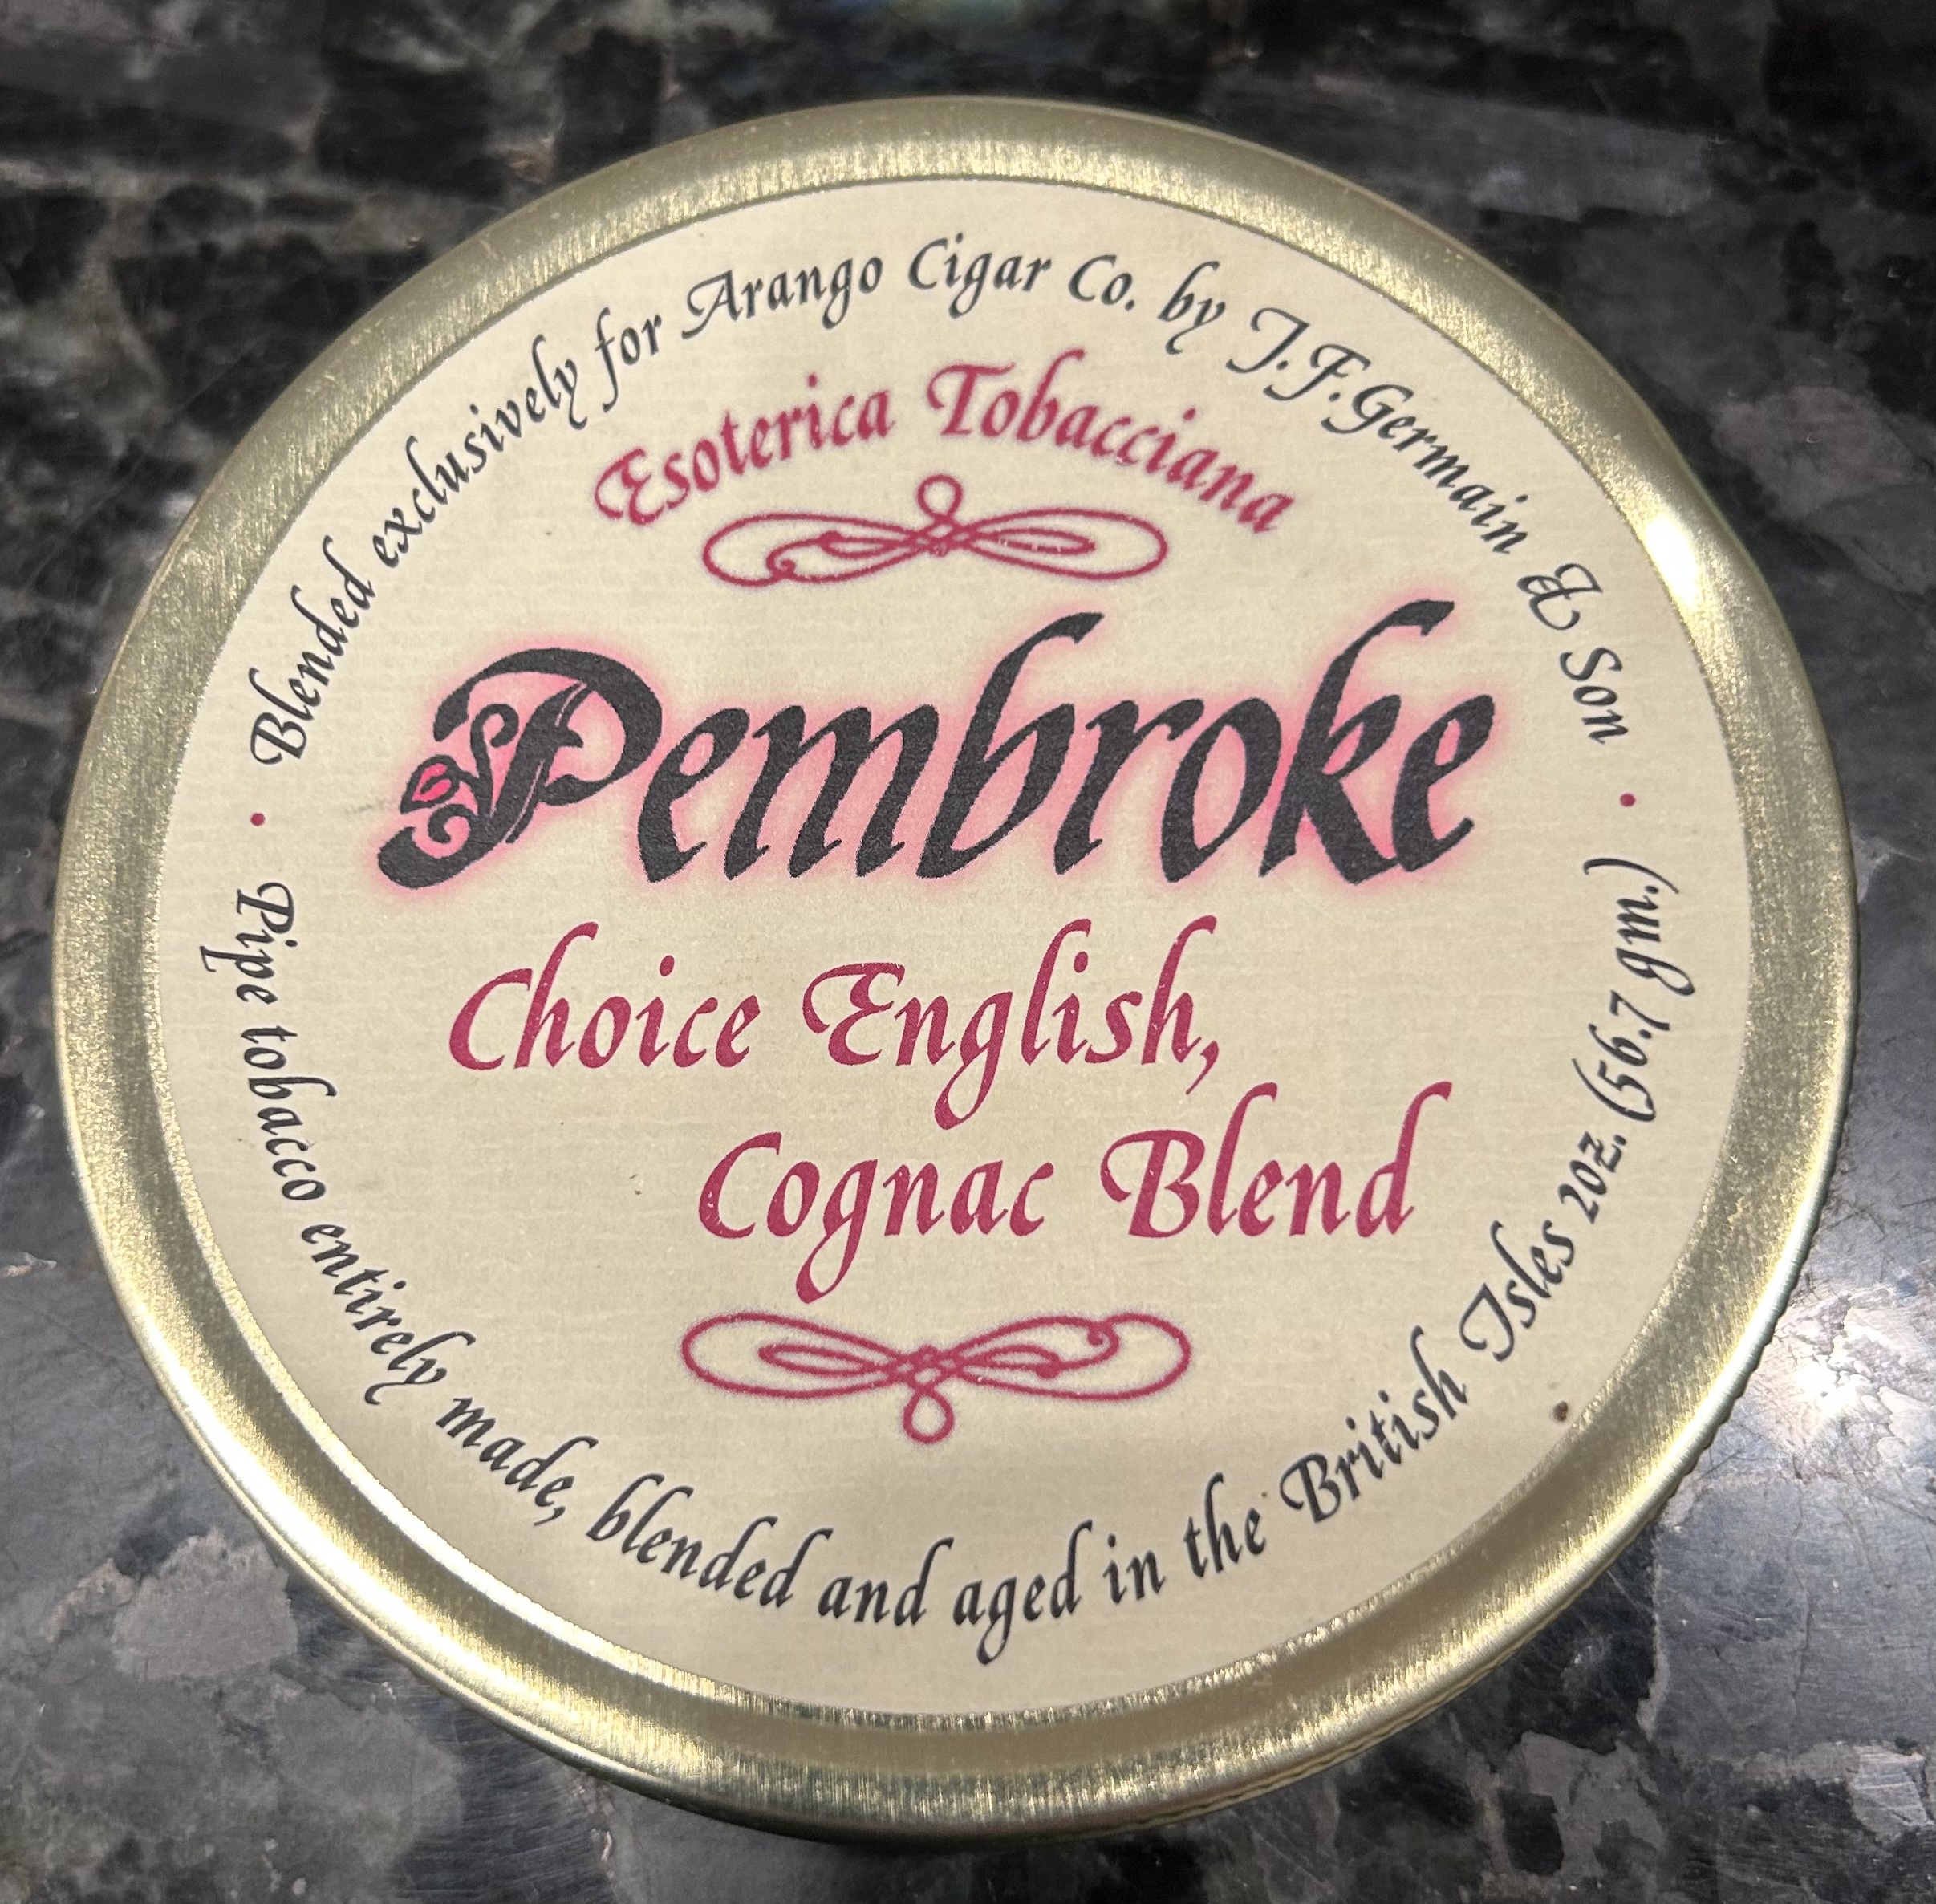 Blended exclusively for Arango Cigar Co. by J.F.Germain & Son
Esoterica Tobacciana
Pembroke
Choice English,
Cognac Blend
Pipe tobacco entirely made, blended and aged in the British Isles 2oz. (56.7 gm.)